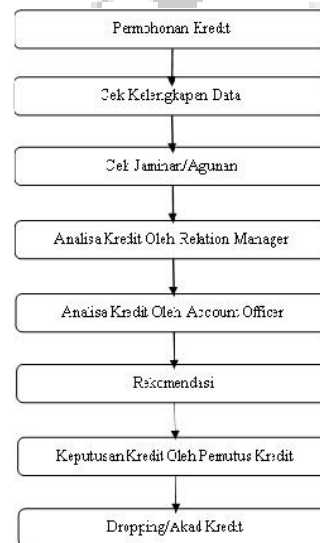 Permohonan Kredit
Cek Kelengkapan Data
Cek Jaminan/Agunan
Analisa Kredit Oleh Relation Manager
Analisa Kredit Oleh Account Officer
Rekomendasi
Keputusan Kredit Oleh Pemutus Kredit
Dropping/Akad Kredit